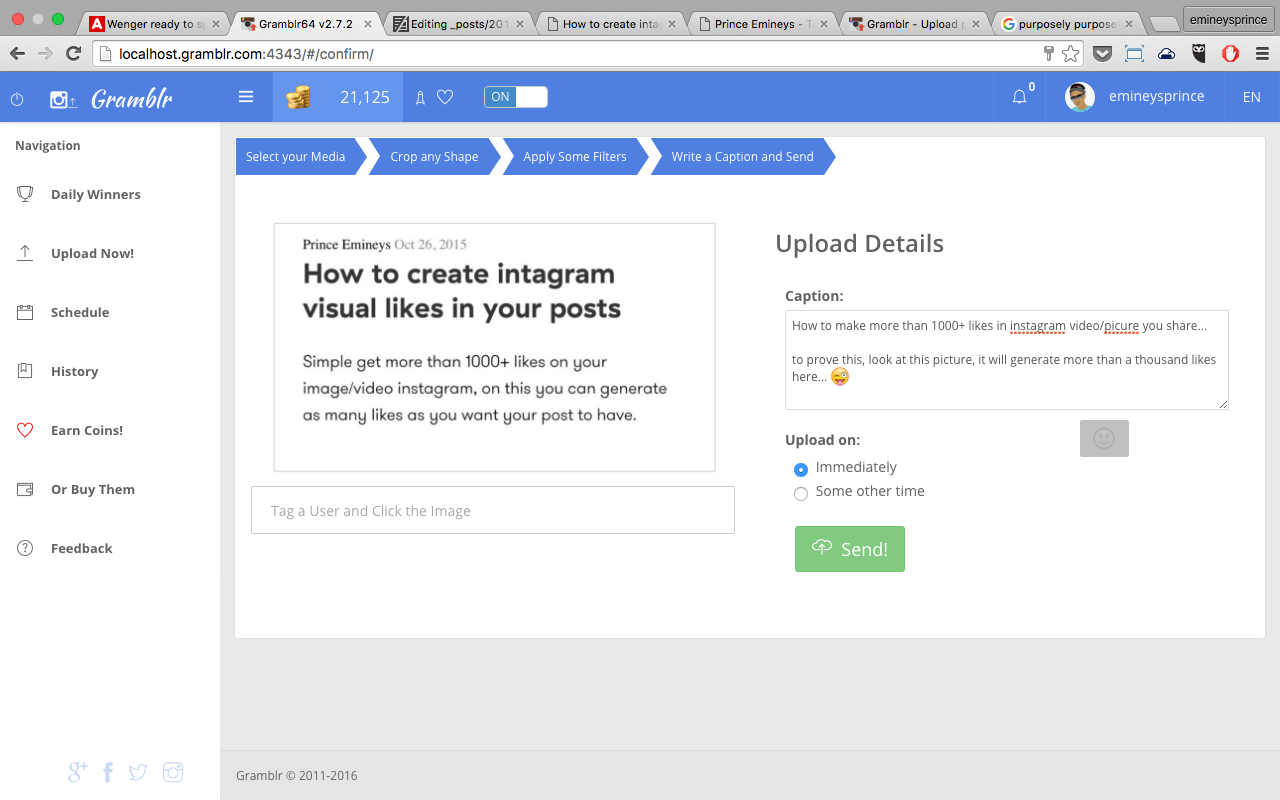 Wenger ready to sp
Gramblr64 v2.7.2
Editing _posts/201
How to create intag
Prince Emineys - T
Gramblr - Upload p
purposely purpose
emineysprince
localhost.gramblr.com:4343/#/confirm/
Gramblr
21,125
ON
0
emineysprince
EN
Navigation
Daily Winners
Upload Now!
Schedule
History
Earn Coins!
Or Buy Them
Feedback
Select your Media
Crop any Shape
Apply Some Filters
Write a Caption and Send
Prince Emineys Oct 26, 2015
How to create intagram
visual likes in your posts
Simple get more than 1000+ likes on your
image/video instagram, on this you can generate
as many likes as you want your post to have.
Tag a User and Click the Image
Upload Details
Caption:
How to make more than 1000+ likes in instagram video/picure you share...
to prove this, look at this picture, it will generate more than a thousand likes
here... 😜
Upload on:
Immediately
Some other time
Send!
Gramblr © 2011-2016